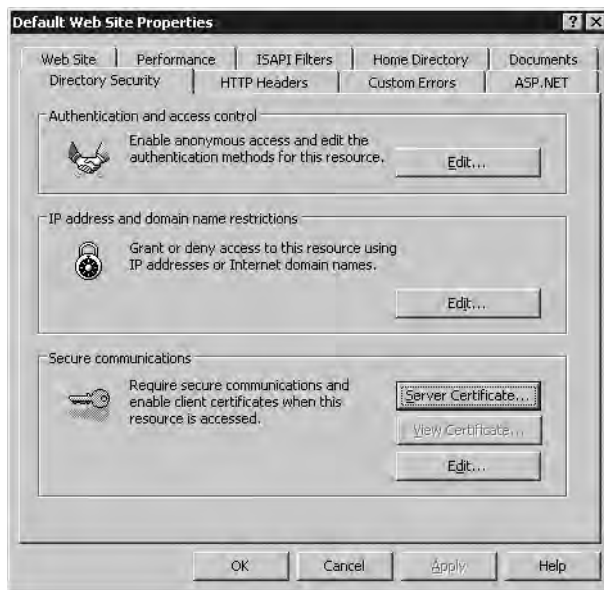 Default Web Site Properties
Web Site Performance ISAPI Filters Home Directory Documents
Directory Security HTTP Headers Custom Errors ASP.NET
Authentication and access control
Enable anonymous access and edit the
authentication methods for this resource.
Edit...
IP address and domain name restrictions
Grant or deny access to this resource using
IP addresses or Internet domain names.
Edit...
Secure communications
Require secure communications and
enable client certificates when this
resource is accessed.
Server Certificate...
View Certificate...
Edit...
OK Cancel Apply Help